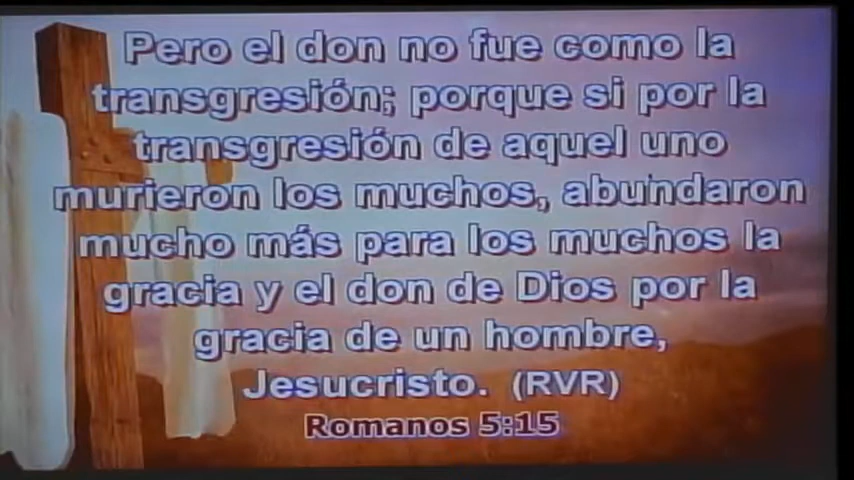 Pero el don no fue como la
transgresión; porque si por la
transgresión de aquel uno
murieron los muchos, abundaron
mucho más para los muchos la
gracia y el don de Dios por la
gracia de un hombre,
Jesucristo. (RVR)
Romanos 5:15